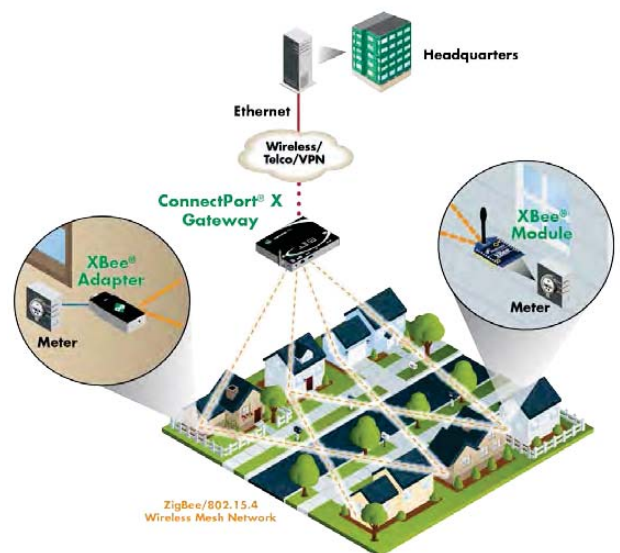 Headquarters
Ethernet
Wireless/
Telco/VPN
ConnectPort® X
Gateway
XBee®
Module
Meter
XBee®
Adapter
Meter
ZigBee/802.15.4
Wireless Mesh Network